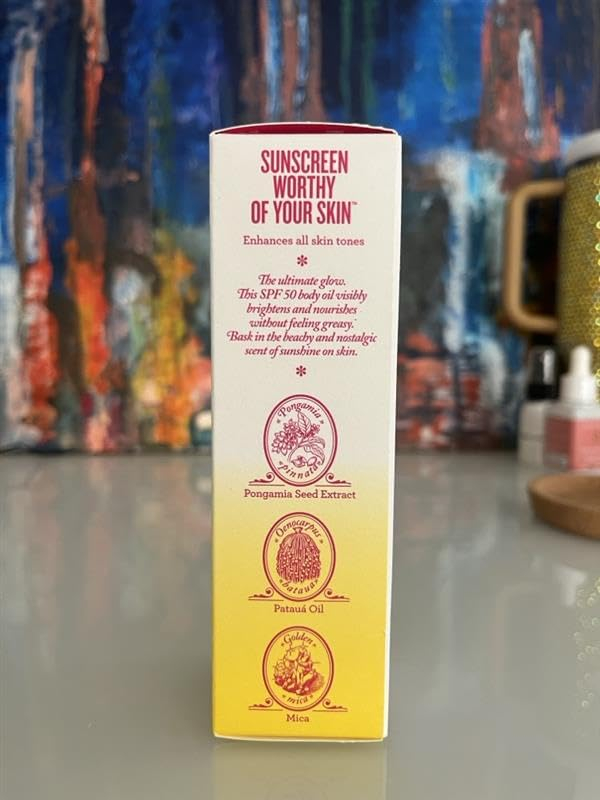 SUNSCREEN
WORTHY
OF YOUR SKIN™
Enhances all skin tones
*
The ultimate glow.
This SPF 50 body oil visibly
brightens and nourishes
without feeling greasy.
Bask in the beachy and nostalgic
scent of sunshine on skin.
*
Pongamia
pinnata
Pongamia Seed Extract
Oenocarpus
bataua
Patauá Oil
Golden
mica
Mica